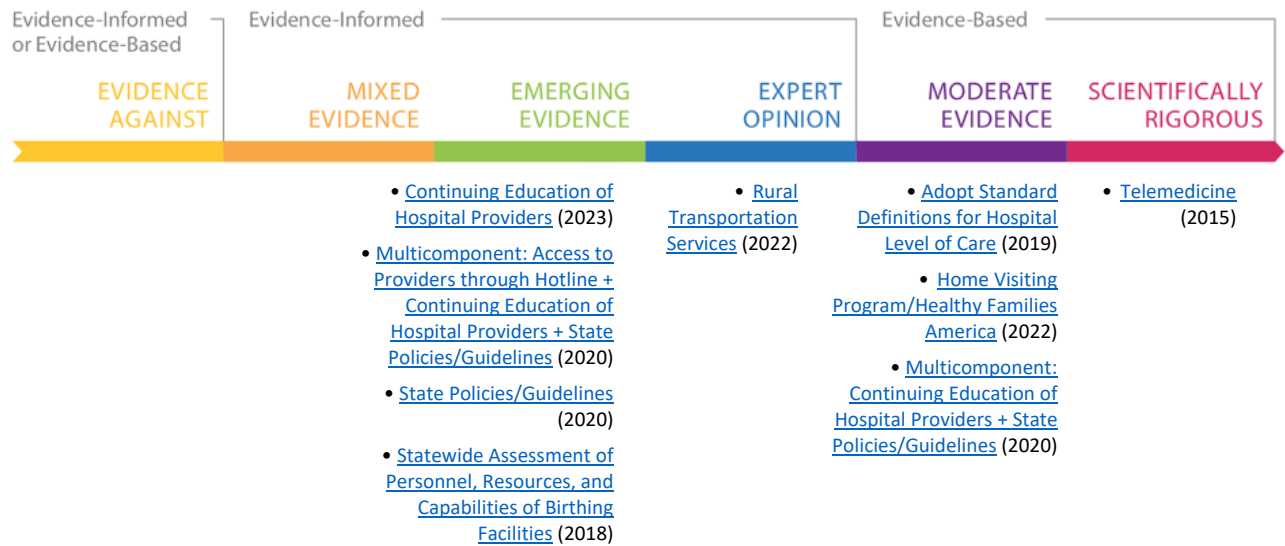 Evidence-Informed
or Evidence-Based
Evidence-Informed
Evidence-Based
EVIDENCE
AGAINST
MIXED
EVIDENCE
EMERGING
EVIDENCE
EXPERT
OPINION
MODERATE
EVIDENCE
SCIENTIFICALLY
RIGOROUS
• Continuing Education of
Hospital Providers (2023)
• Multicomponent: Access to
Providers through Hotline +
Continuing Education of
Hospital Providers + State
Policies/Guidelines (2020)
• State Policies/Guidelines
(2020)
• Statewide Assessment of
Personnel, Resources, and
Capabilities of Birthing
Facilities (2018)
• Rural
Transportation
Services (2022)
• Adopt Standard
Definitions for Hospital
Level of Care (2019)
• Home Visiting
Program/Healthy Families
America (2022)
• Multicomponent:
Continuing Education of
Hospital Providers + State
Policies/Guidelines (2020)
• Telemedicine
(2015)